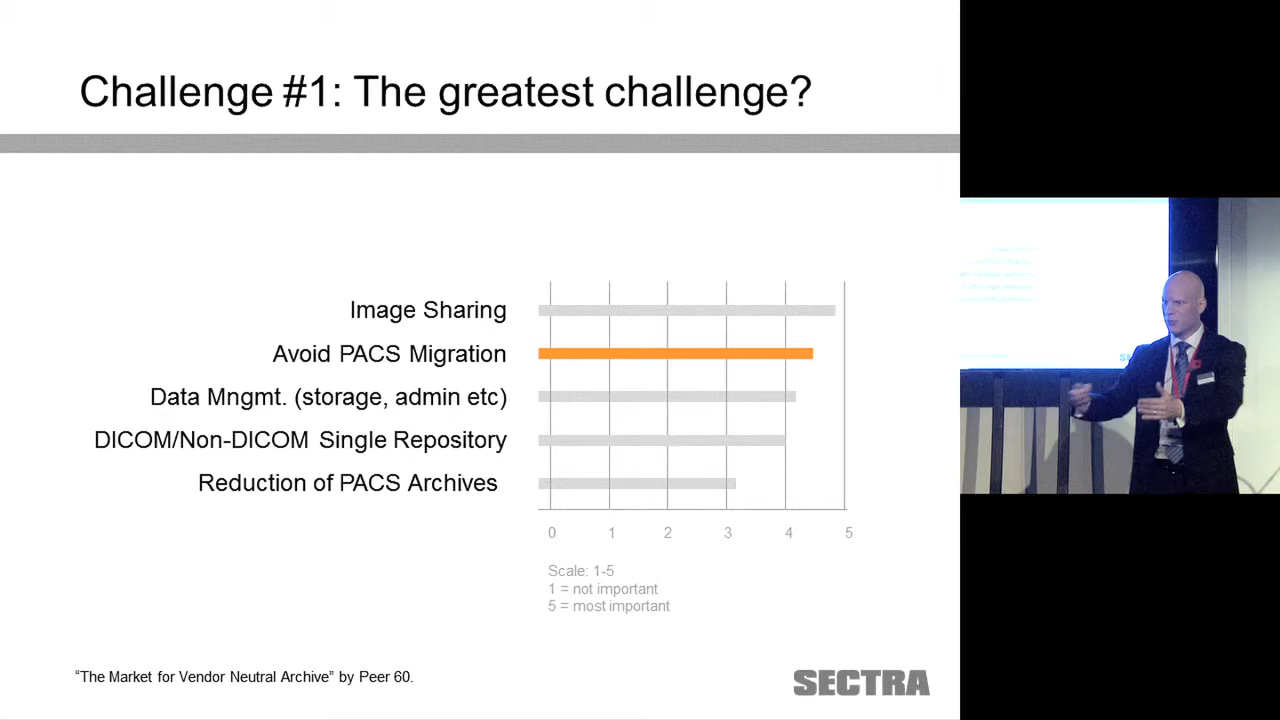 Challenge #1: The greatest challenge?
Image Sharing
Avoid PACS Migration
Data Mngmt. (storage, admin etc)
DICOM/Non-DICOM Single Repository
Reduction of PACS Archives
0 1 2 3 4 5
Scale: 1-5
1 = not important
5 = most important
“The Market for Vendor Neutral Archive” by Peer 60.
SECTRA